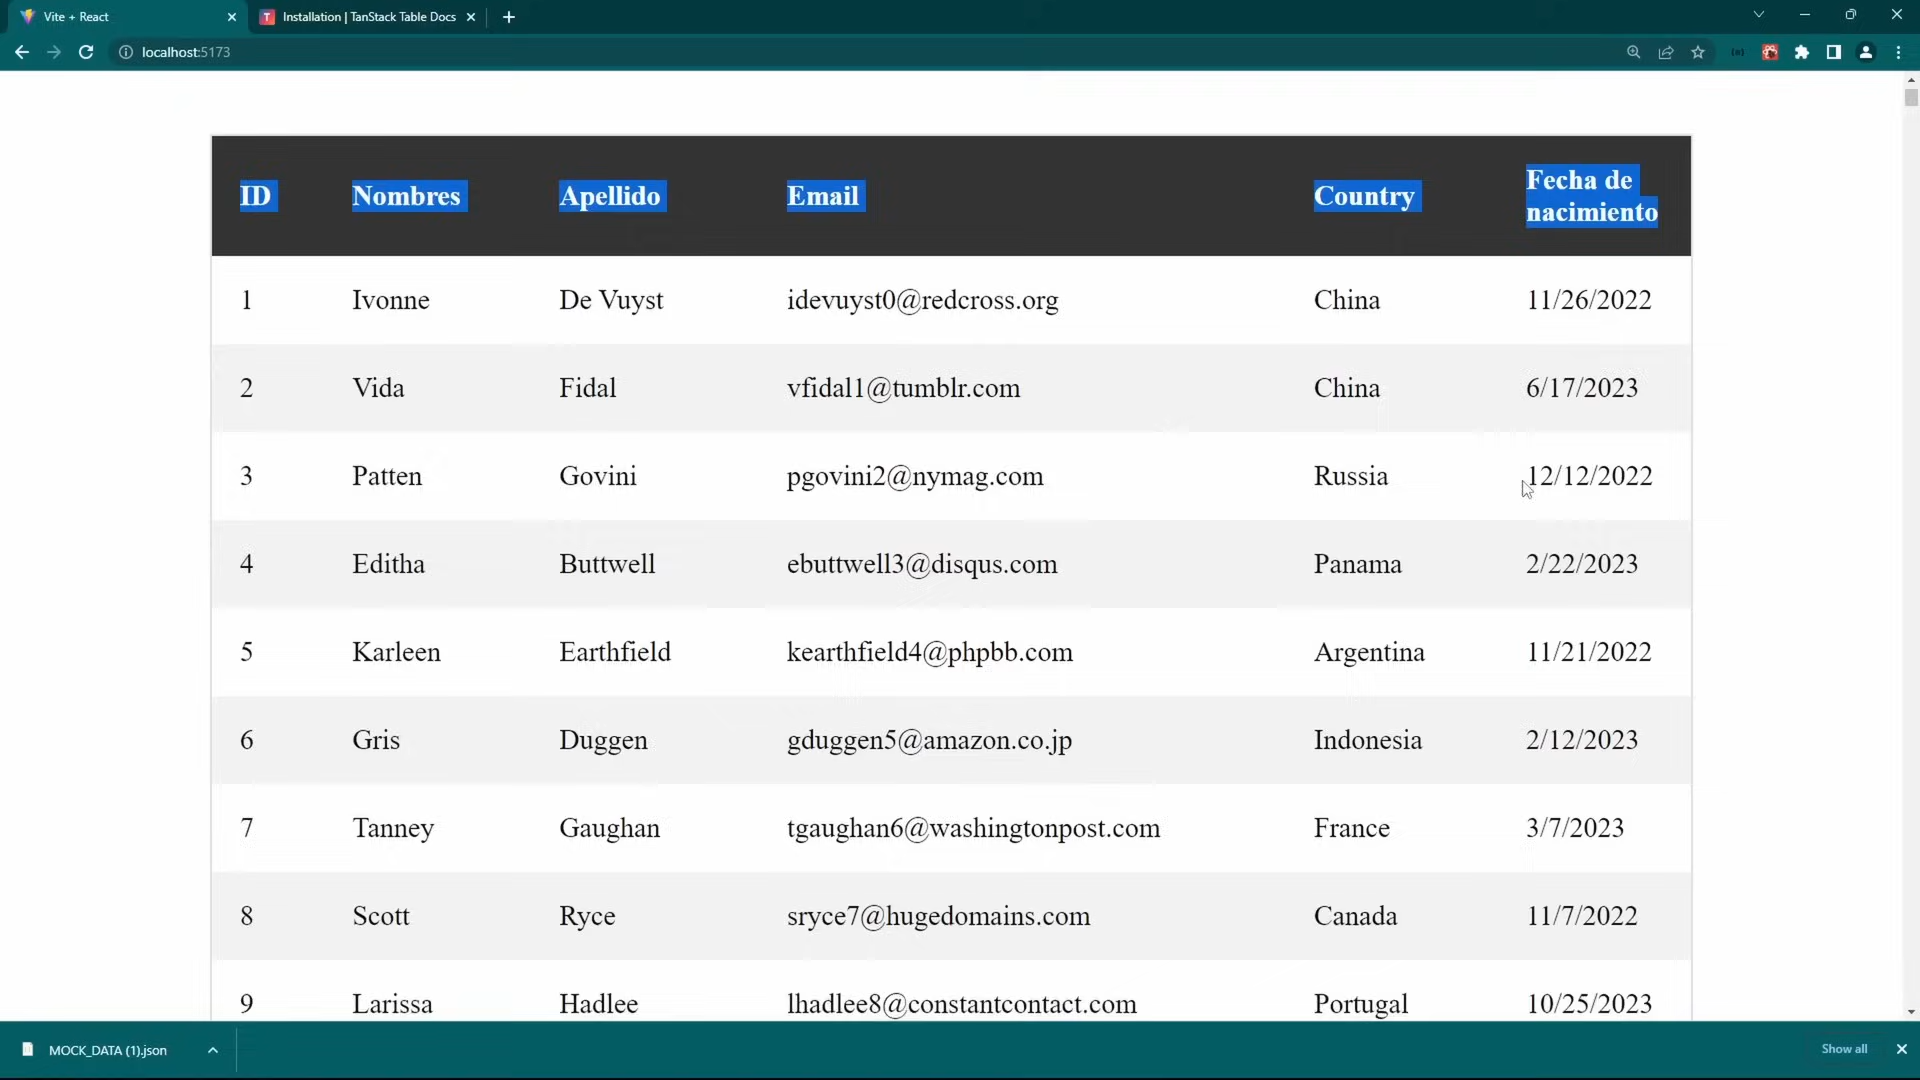 Vite + React
Installation | TanStack Table Docs
localhost:5173
ID Nombres Apellido Email Country Fecha de nacimiento
1 Ivonne De Vuyst idevuyst0@redcross.org China 11/26/2022
2 Vida Fidal vfidal1@tumblr.com China 6/17/2023
3 Patten Govini pgovini2@nymag.com Russia 12/12/2022
4 Editha Buttwell ebuttwell3@disqus.com Panama 2/22/2023
5 Karleen Earthfield kearthfield4@phpbb.com Argentina 11/21/2022
6 Gris Duggen gduggen5@amazon.co.jp Indonesia 2/12/2023
7 Tanney Gaughan tgaughan6@washingtonpost.com France 3/7/2023
8 Scott Ryce sryce7@hugedomains.com Canada 11/7/2022
9 Larissa Hadlee lhadlee8@constantcontact.com Portugal 10/25/2023
MOCK_DATA (1).json
Show all